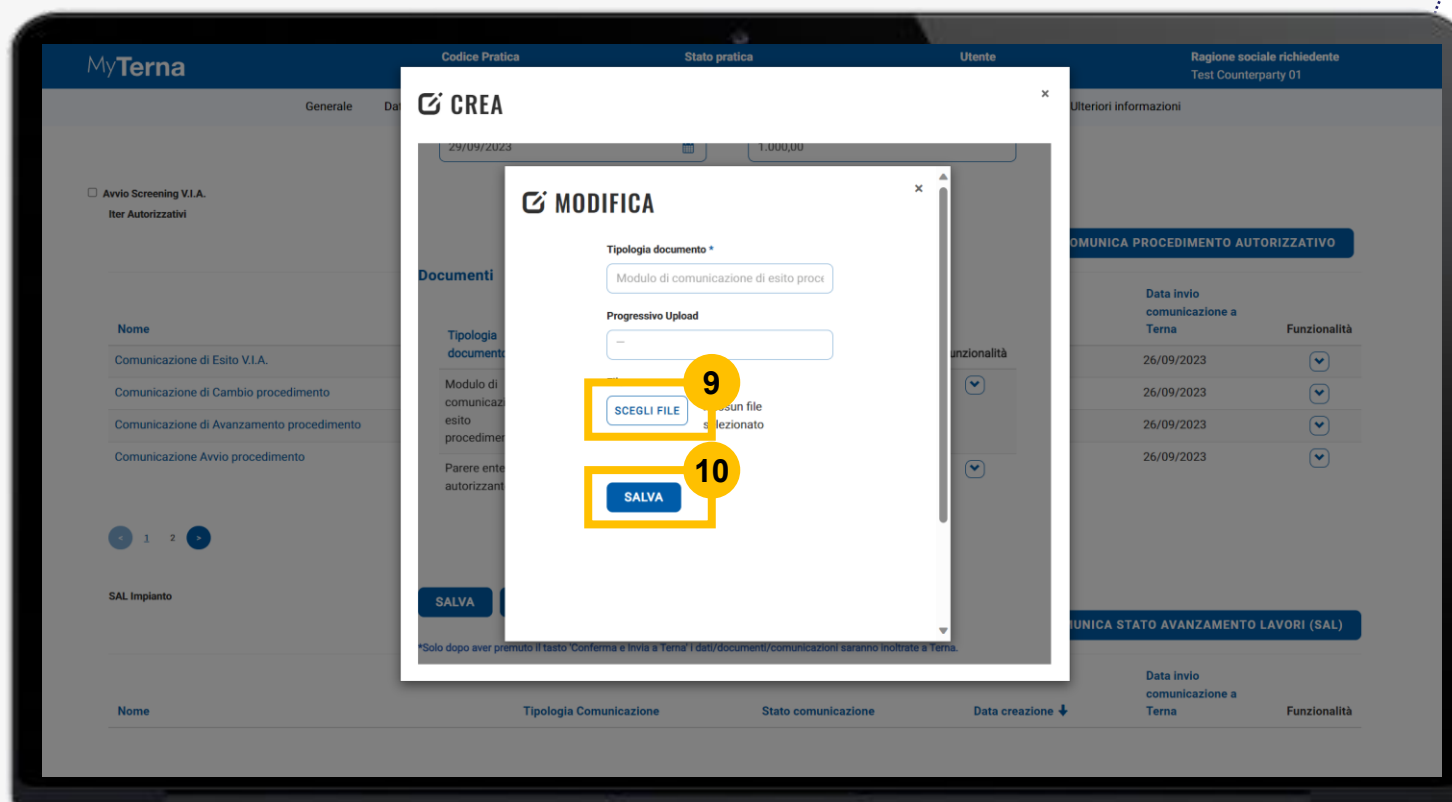 MyTerna
Codice Pratica
Stato pratica
Utente
Ragione sociale richiedente
Test Counterparty 01
Generale
Ulteriori informazioni
CREA
×
29/09/2023
1.000,00
Avvio Screening V.I.A.
Iter Autorizzativi
MODIFICA
×
Tipologia documento *
Modulo di comunicazione di esito proce
Progressivo Upload
—
9
SCEGLI FILE
file
selezionato
10
SALVA
COMUNICA PROCEDIMENTO AUTORIZZATIVO
Documenti
Tipologia
documento
Funzionalità
Modulo di
esito
Parere ente
Nome
Data invio
comunicazione a
Terna
Funzionalità
Comunicazione di Esito V.I.A.
26/09/2023
Comunicazione di Cambio procedimento
26/09/2023
Comunicazione di Avanzamento procedimento
26/09/2023
Comunicazione Avvio procedimento
26/09/2023
< 1 2 >
SAL Impianto
SALVA
STATO AVANZAMENTO LAVORI (SAL)
*Solo dopo aver premuto il tasto 'Conferma e Invia a Terna' i dati/documenti/comunicazioni saranno inoltrate a Terna.
Nome
Tipologia Comunicazione
Stato comunicazione
Data creazione
Data invio
comunicazione a
Terna
Funzionalità